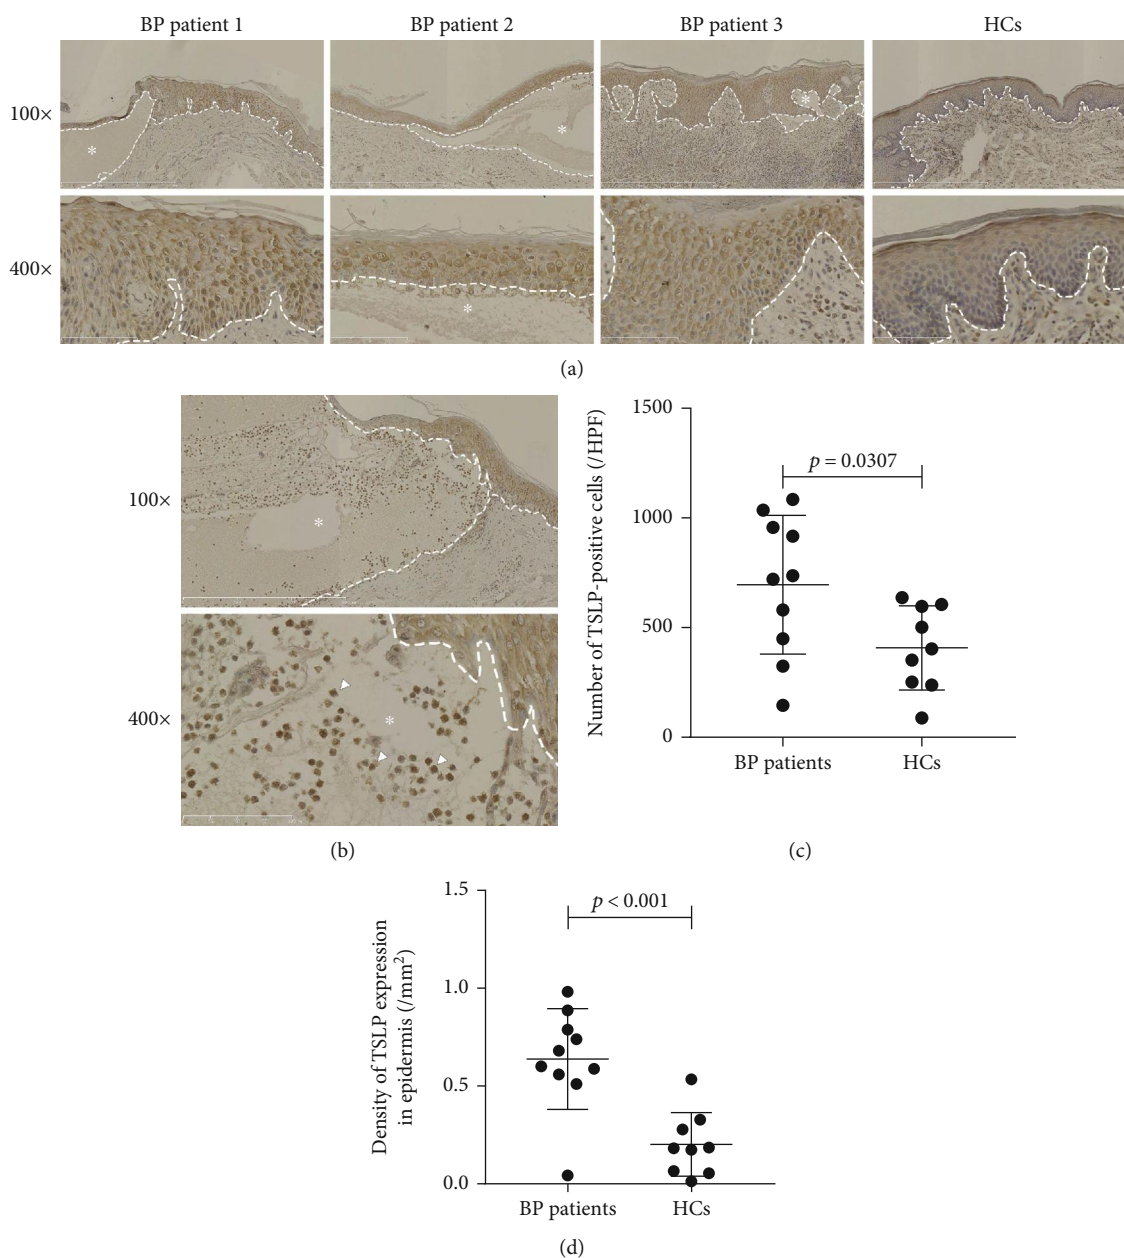 BP patient 1 BP patient 2 BP patient 3 HCs
100×
*
*
*
400×
*
(a)
100×
*
400×
*
(b)
Number of TSLP-positive cells (/HPF)
1500
1000
500
0
p = 0.0307
BP patients HCs
(c)
Density of TSLP expression
in epidermis (/mm²)
1.5
1.0
0.5
0.0
p < 0.001
BP patients HCs
(d)